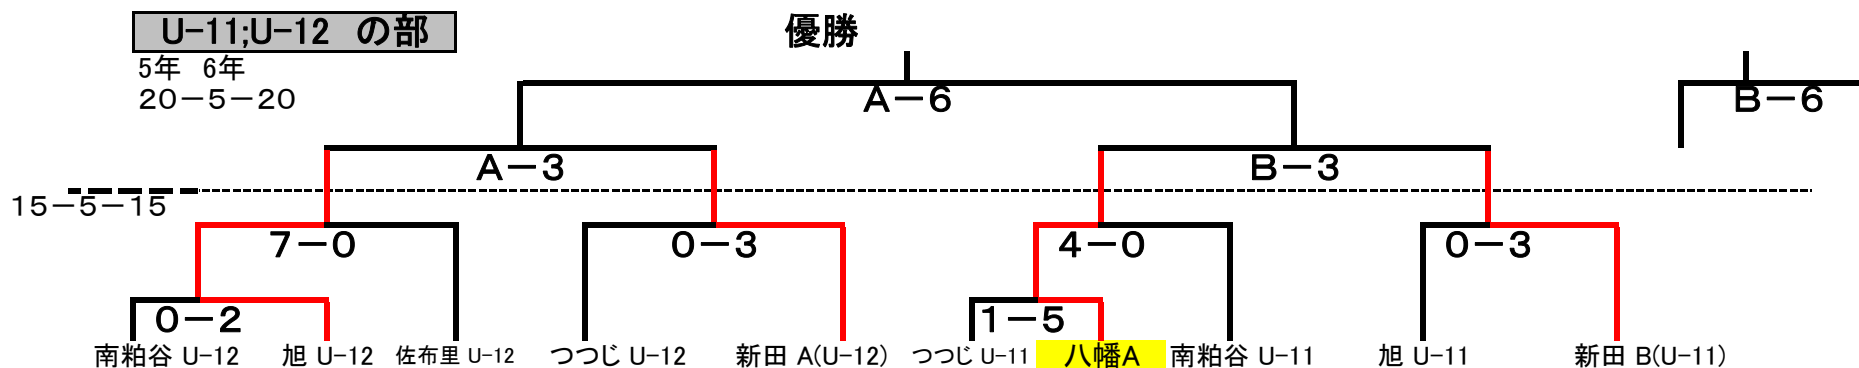 U-11;U-12 の部
優勝
5年 6年
20-5-20
A-6
B-6
A-3
B-3
15-5-15
7-0
0-3
4-0
0-3
0-2
1-5
南粕谷 U-12
旭 U-12
佐布里 U-12
つつじ U-12
新田 A(U-12)
つつじ U-11
八幡A
南粕谷 U-11
旭 U-11
新田 B(U-11)